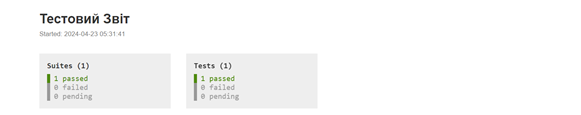 Тестовий Звіт
Started: 2024-04-23 05:31:41
Suites (1)
1 passed
0 failed
0 pending
Tests (1)
1 passed
0 failed
0 pending